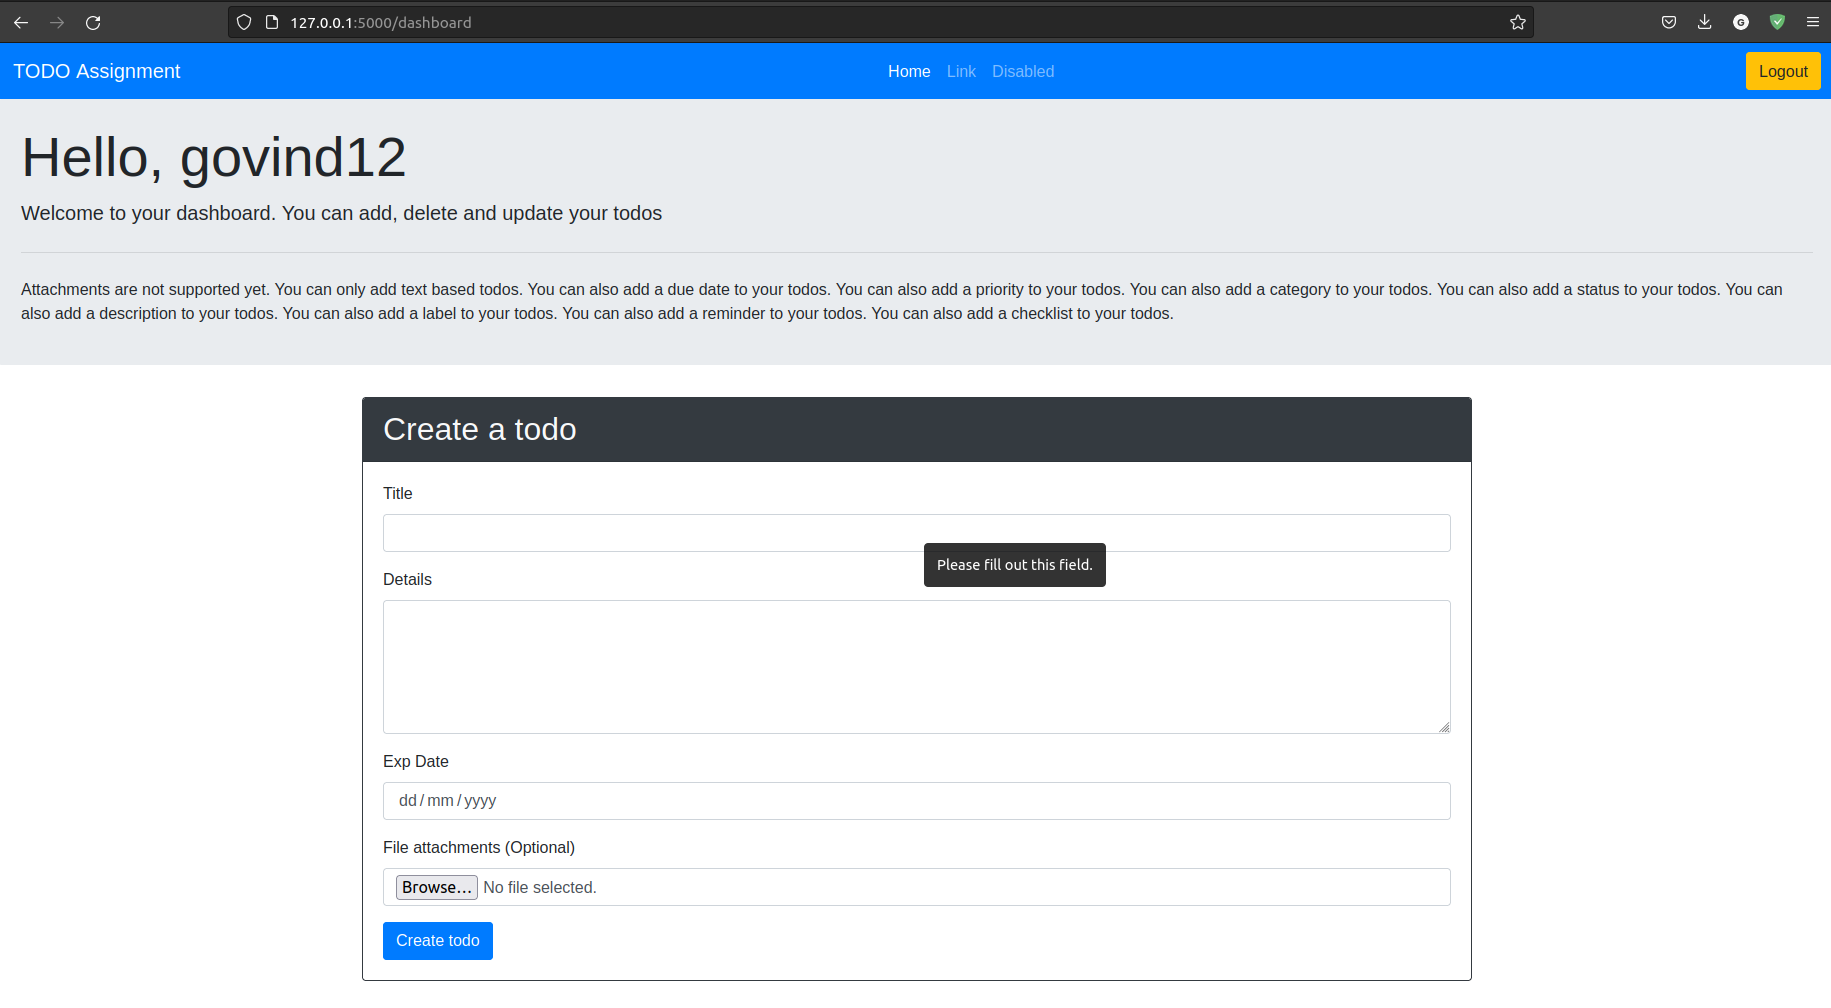 127.0.0.1:5000/dashboard
G
TODO Assignment
Home
Link
Disabled
Logout
Hello, govind12
Welcome to your dashboard. You can add, delete and update your todos
Attachments are not supported yet. You can only add text based todos. You can also add a due date to your todos. You can also add a priority to your todos. You can also add a category to your todos. You can also add a status to your todos. You can
also add a description to your todos. You can also add a label to your todos. You can also add a reminder to your todos. You can also add a checklist to your todos.
Create a todo
Title
Please fill out this field.
Details
Exp Date
dd/mm/yyyy
File attachments (Optional)
Browse... No file selected.
Create todo